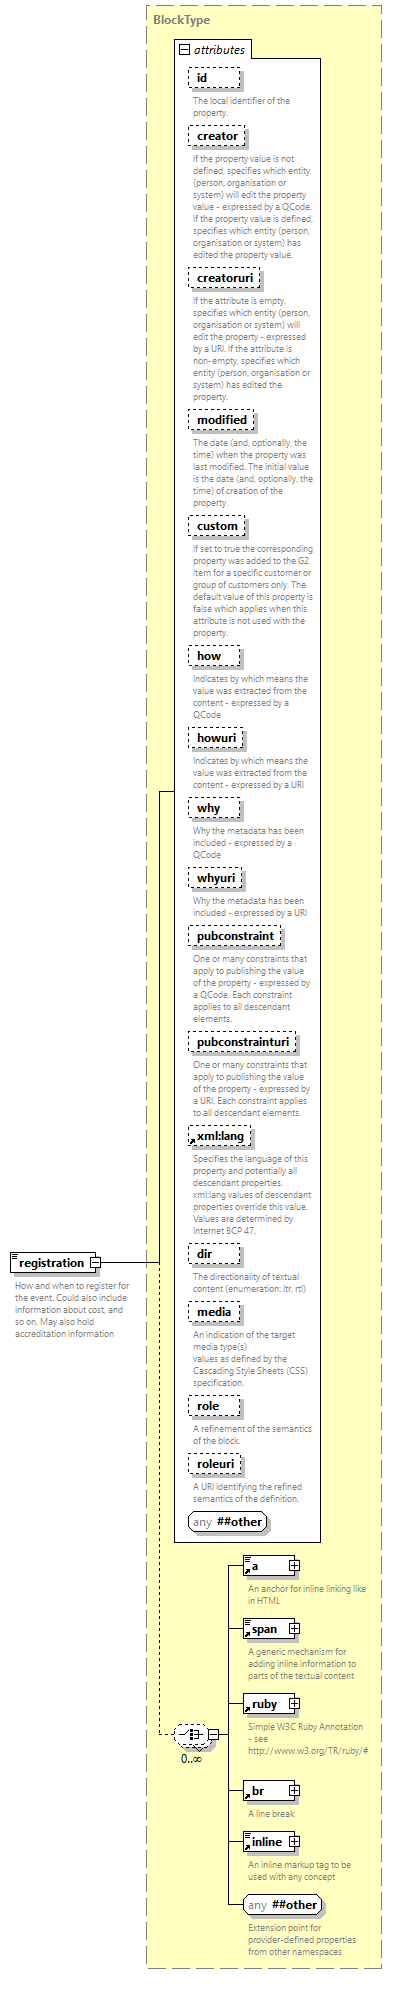 BlockType
attributes
id
The local identifier of the
property.
creator
If the property value is not
defined, specifies which entity
(person, organisation or
system) will edit the property
value - expressed by a QCode.
If the property value is defined,
specifies which entity (person,
organisation or system) has
edited the property value.
creatoruri
If the attribute is empty,
specifies which entity (person,
organisation or system) will
edit the property - expressed
by a URI. If the attribute is
non-empty, specifies which
entity (person, organisation or
system) has edited the
property.
modified
The date (and, optionally, the
time) when the property was
last modified. The initial value
is the date (and, optionally, the
time) of creation of the
property.
custom
If set to true the corresponding
property was added to the G2
Item for a specific customer or
group of customers only. The
default value of this property is
false which applies when this
attribute is not used with the
property.
how
Indicates by which means the
value was extracted from the
content - expressed by a
QCode
howuri
Indicates by which means the
value was extracted from the
content - expressed by a URI
why
Why the metadata has been
included - expressed by a
QCode
whyuri
Why the metadata has been
included - expressed by a URI
pubconstraint
One or many constraints that
apply to publishing the value
of the property - expressed by
a QCode. Each constraint
applies to all descendant
elements.
pubconstrainturi
One or many constraints that
apply to publishing the value
of the property - expressed by
a URI. Each constraint applies
to all descendant elements.
xml:lang
Specifies the language of this
property and potentially all
descendant properties.
xml:lang values of descendant
properties override this value.
Values are determined by
Internet BCP 47.
registration
How and when to register for
the event. Could also include
information about cost, and
so on. May also hold
accreditation information
dir
The directionality of textual
content (enumeration: ltr, rtl)
media
An indication of the target
media type(s)
values as defined by the
Cascading Style Sheets (CSS)
specification.
role
A refinement of the semantics
of the block.
roleuri
A URI identifying the refined
semantics of the definition.
any ##other
a
An anchor for inline linking like
in HTML
span
A generic mechanism for
adding inline information to
parts of the textual content
ruby
Simple W3C Ruby Annotation
- see
http://www.w3.org/TR/ruby/#
0..∞
br
A line break
inline
An inline markup tag to be
used with any concept
any ##other
Extension point for
provider-defined properties
from other namespaces